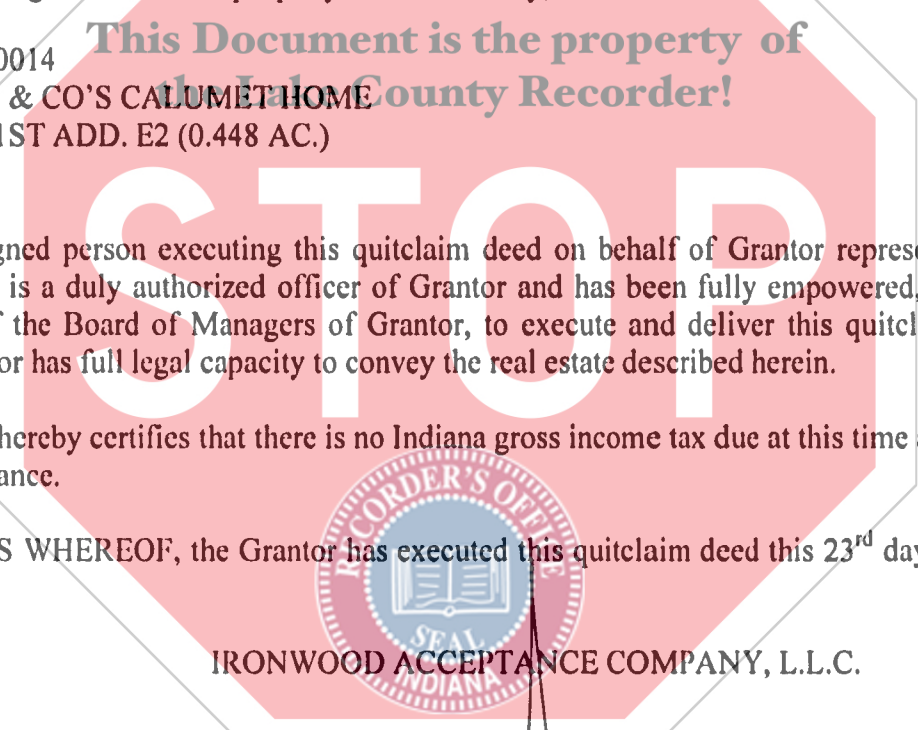 This Document is the property of
0014
the Lake County Recorder!
& CO'S CALUMET HOME
1ST ADD. E2 (0.448 AC.)
STOP
gned person executing this quitclaim deed on behalf of Grantor represe
is a duly authorized officer of Grantor and has been fully empowered,
f the Board of Managers of Grantor, to execute and deliver this quitcl
or has full legal capacity to convey the real estate described herein.
hereby certifies that there is no Indiana gross income tax due at this time
ance.
RECORDER'S OFFICE
S WHEREOF, the Grantor has executed this quitclaim deed this 23rd day
SEAL
IRONWOOD ACCEPTANCE COMPANY, L.L.C.
INDIANA